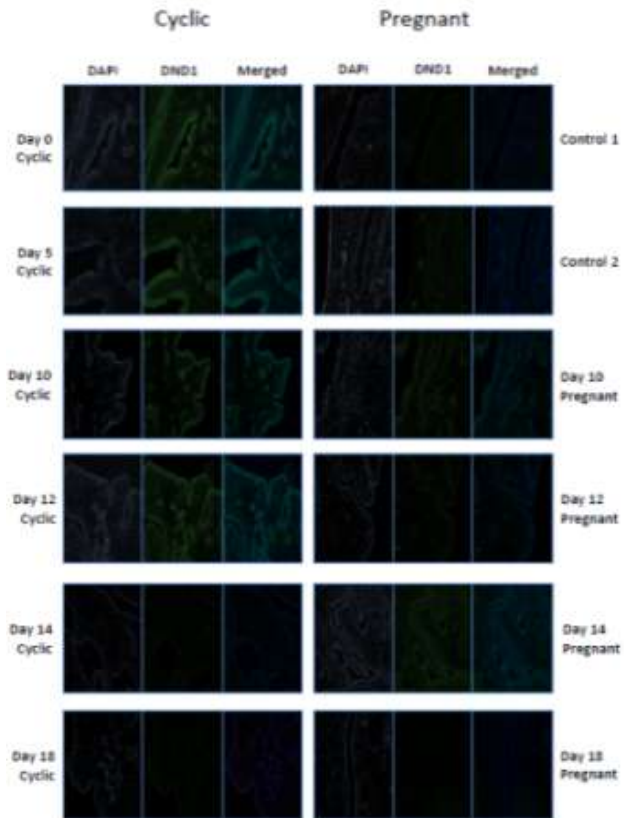 Cyclic Pregnant
DAPI DND1 Merged DAPI DND1 Merged
Day 0
Cyclic
Control 1
Day 5
Cyclic
Control 2
Day 10
Cyclic
Day 10
Pregnant
Day 12
Cyclic
Day 12
Pregnant
Day 14
Cyclic
Day 14
Pregnant
Day 18
Cyclic
Day 18
Pregnant